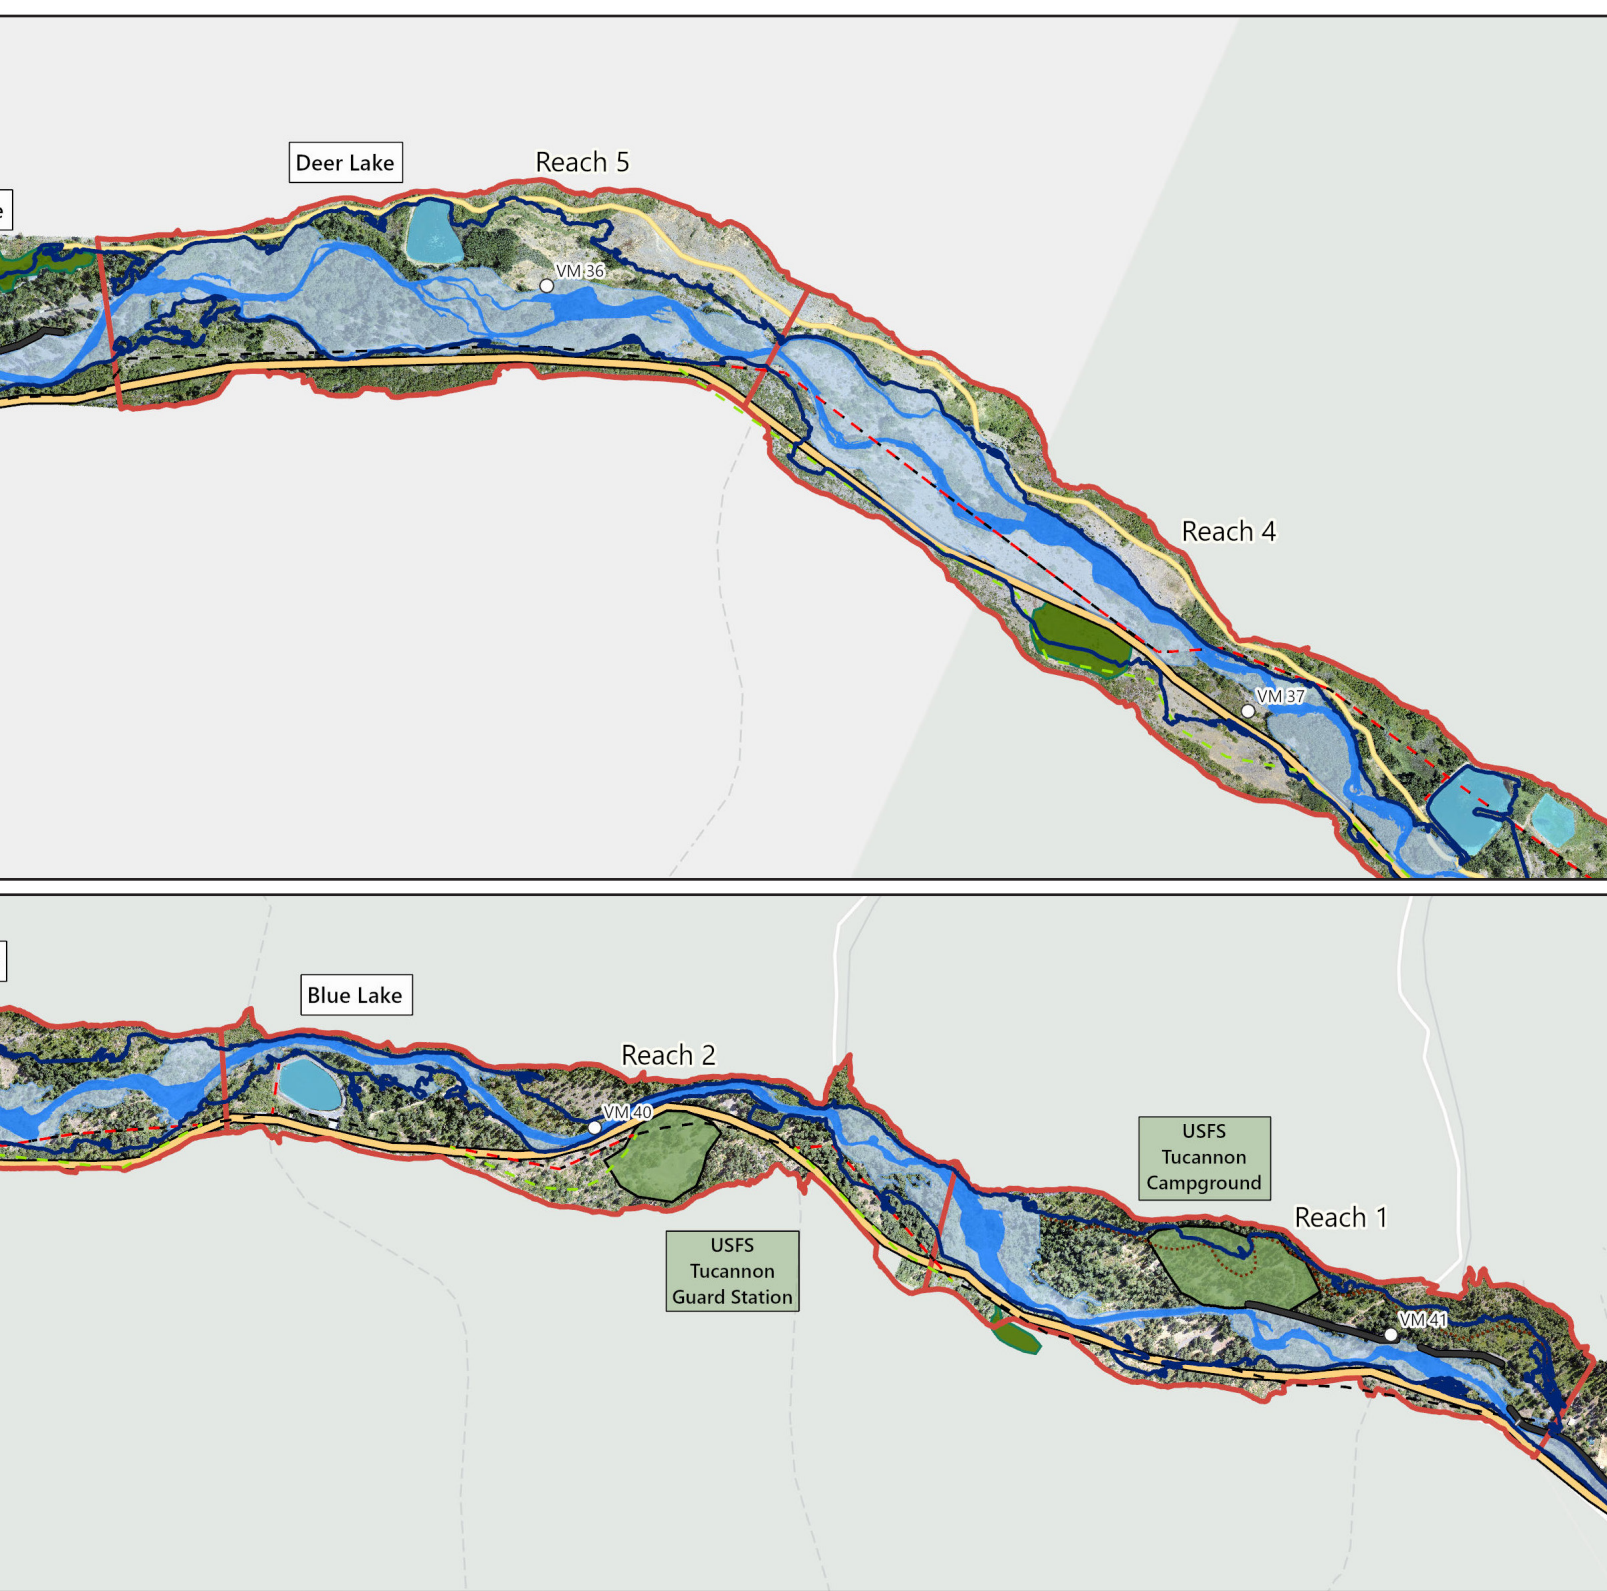 Deer Lake
Reach 5
e
VM 36
Reach 4
VM 37
Blue Lake
Reach 2
VM 40
USFS
Tucannon
Campground
Reach 1
USFS
Tucannon
Guard Station
VM 41